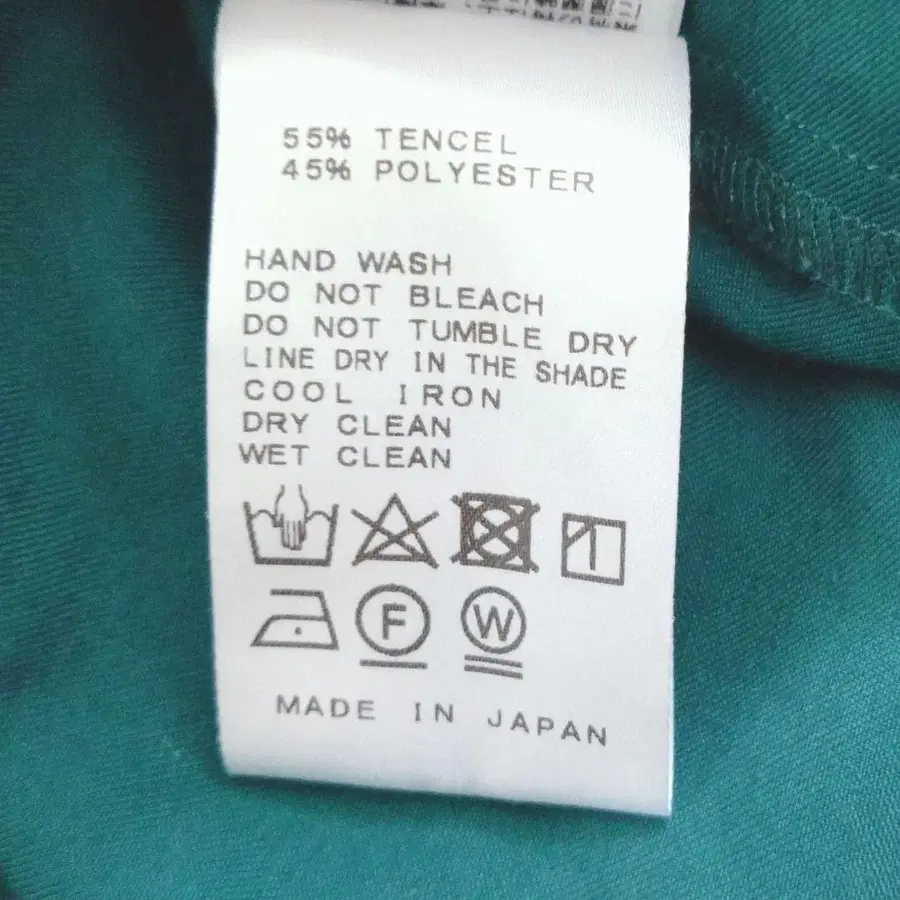 55% TENCEL
45% POLYESTER
HAND WASH
DO NOT BLEACH
DO NOT TUMBLE DRY
LINE DRY IN THE SHADE
COOL IRON
DRY CLEAN
WET CLEAN
F W
MADE IN JAPAN